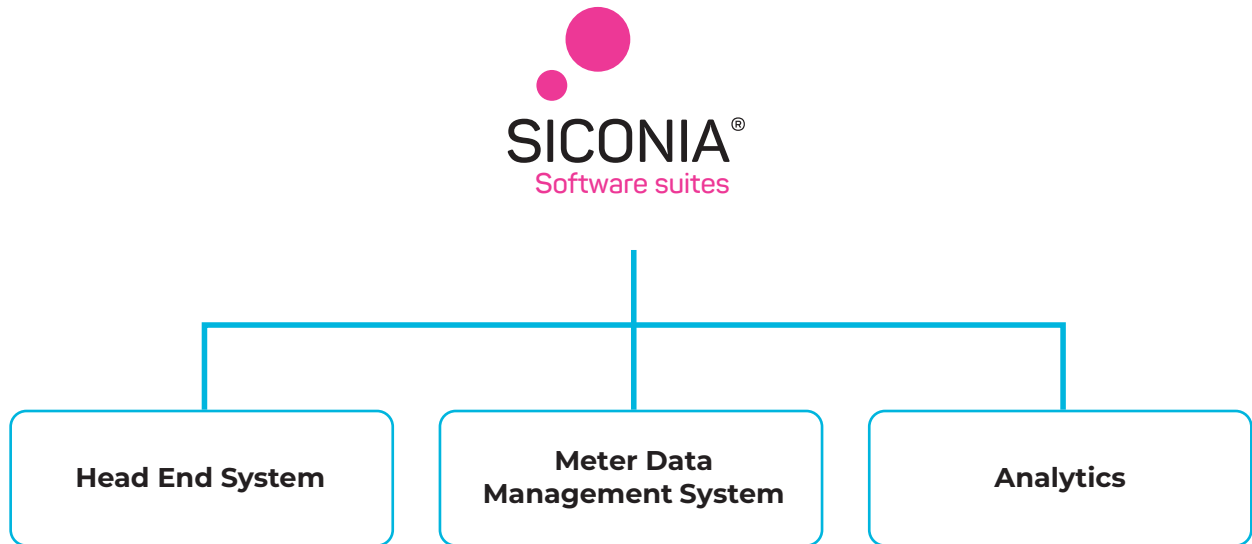 SICONIA®
Software suites
Head End System
Meter Data
Management System
Analytics